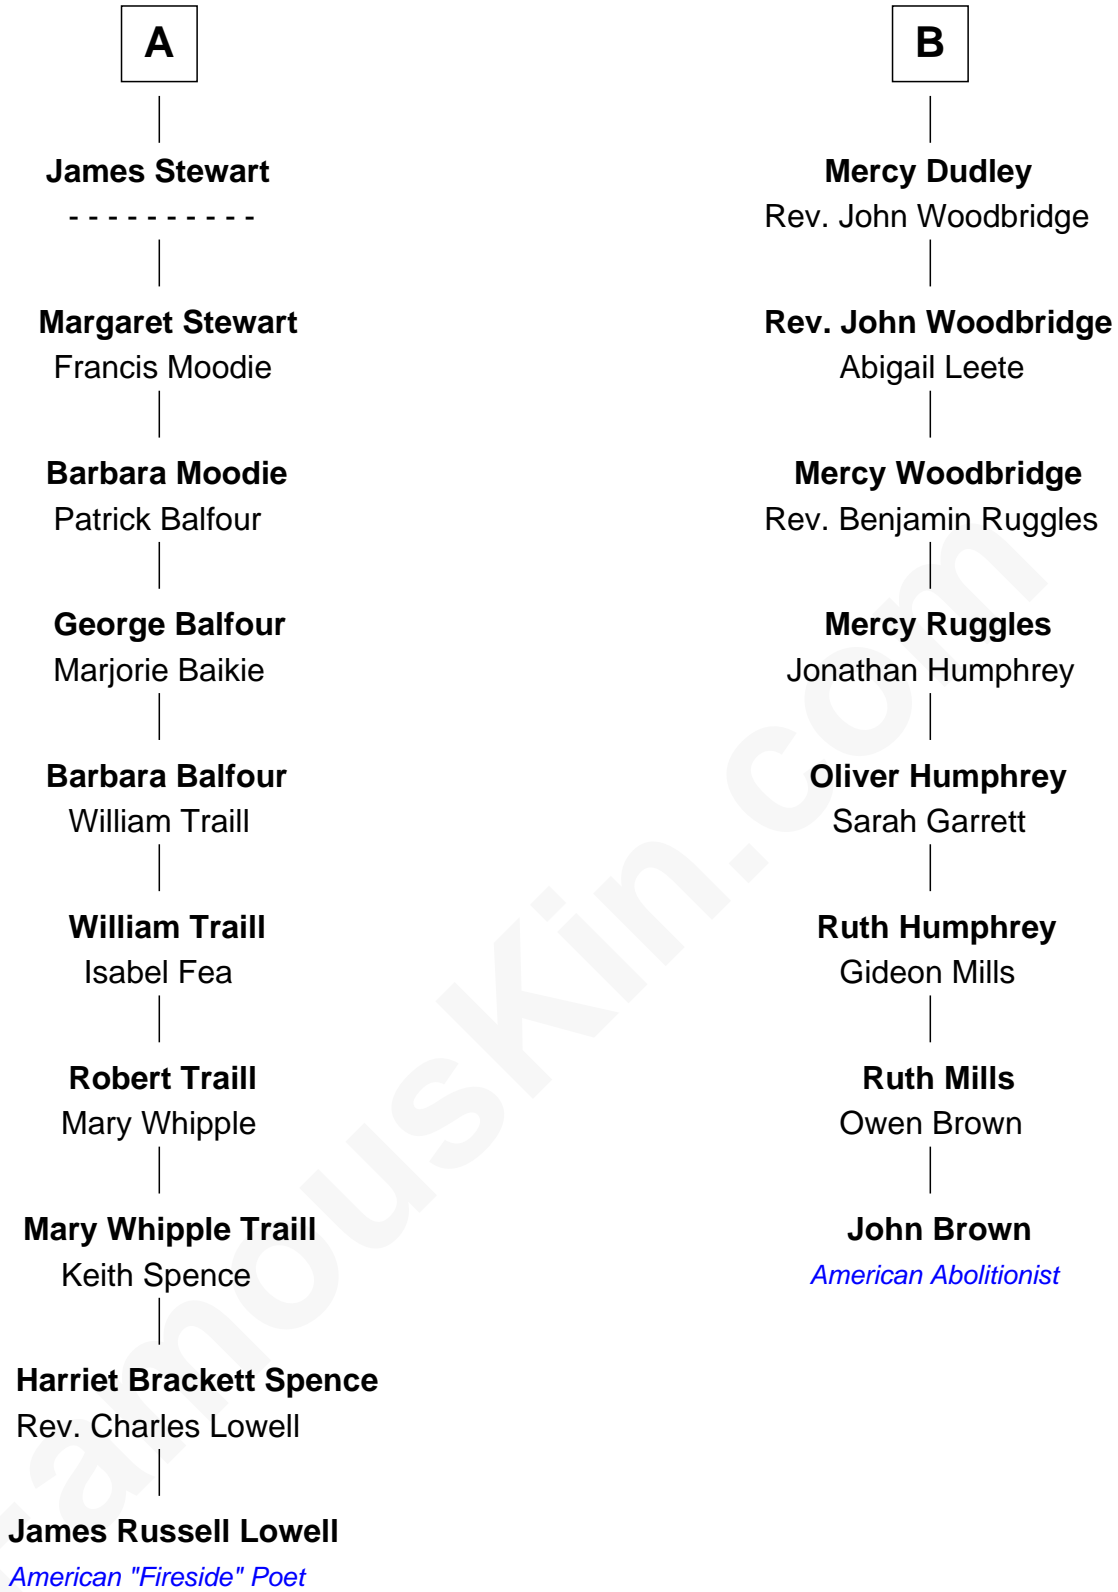 A
James Stewart
- - - - - - - - - -
Margaret Stewart
Francis Moodie
Barbara Moodie
Patrick Balfour
George Balfour
Marjorie Baikie
Barbara Balfour
William Traill
William Traill
Isabel Fea
Robert Traill
Mary Whipple
Mary Whipple Traill
Keith Spence
Harriet Brackett Spence
Rev. Charles Lowell
James Russell Lowell
American "Fireside" Poet
B
Mercy Dudley
Rev. John Woodbridge
Rev. John Woodbridge
Abigail Leete
Mercy Woodbridge
Rev. Benjamin Ruggles
Mercy Ruggles
Jonathan Humphrey
Oliver Humphrey
Sarah Garrett
Ruth Humphrey
Gideon Mills
Ruth Mills
Owen Brown
John Brown
American Abolitionist
FamousKin.com